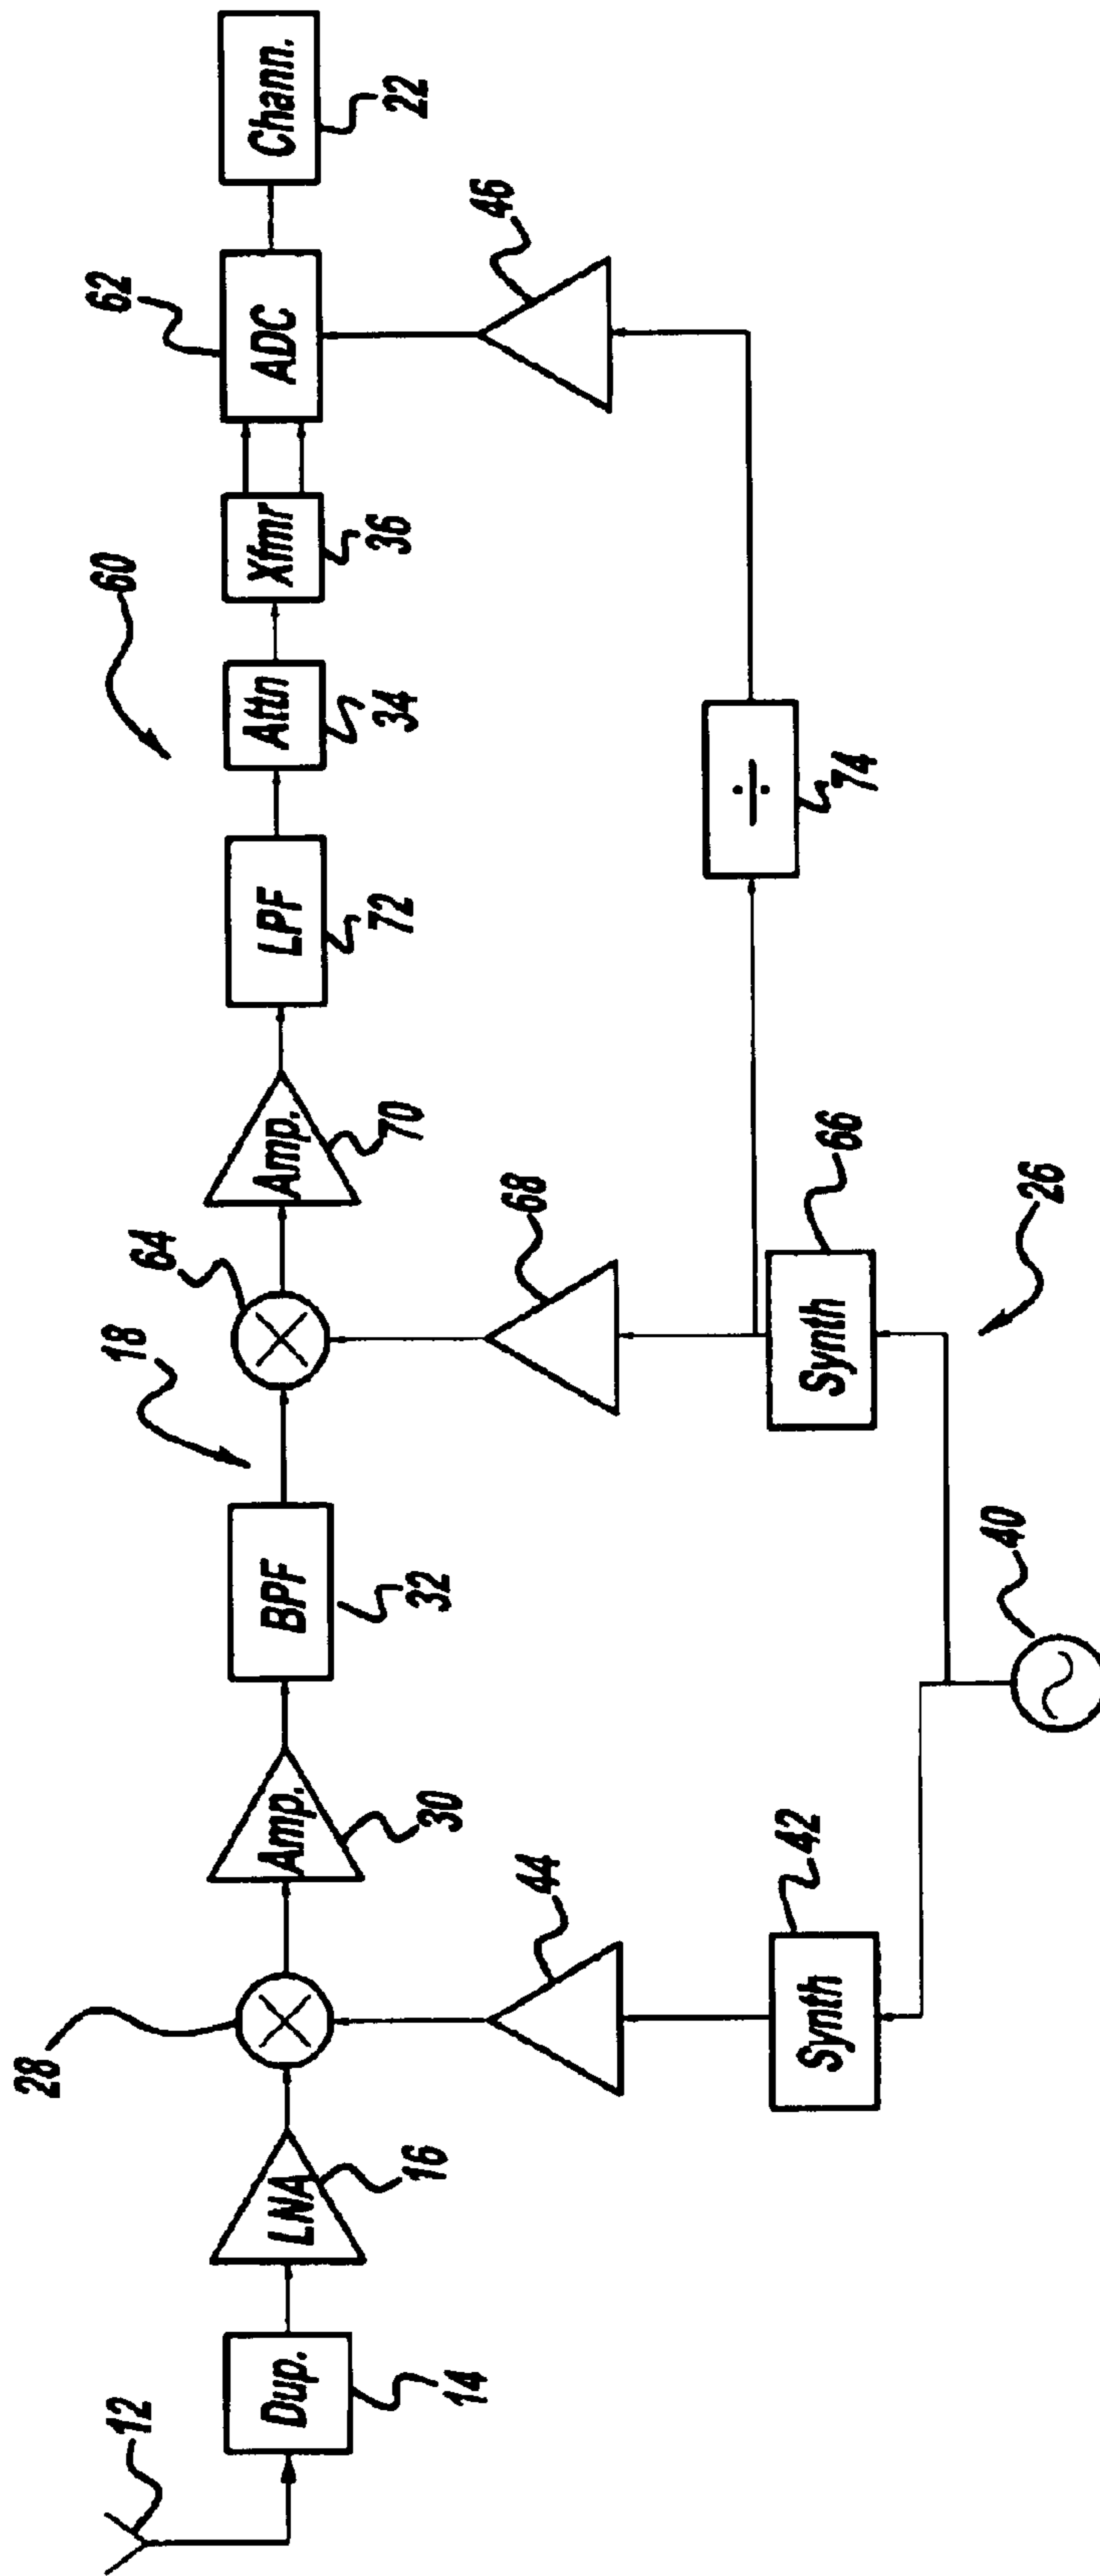 12
Dup.
14
LNA
16
28
Amp.
30
44
Synth
42
BPF
32
18
64
40
Amp.
70
68
Synth
66
26
LPF
72
60
Attn
34
Xfmr
36
÷
74
62
ADC
46
Chann.
22